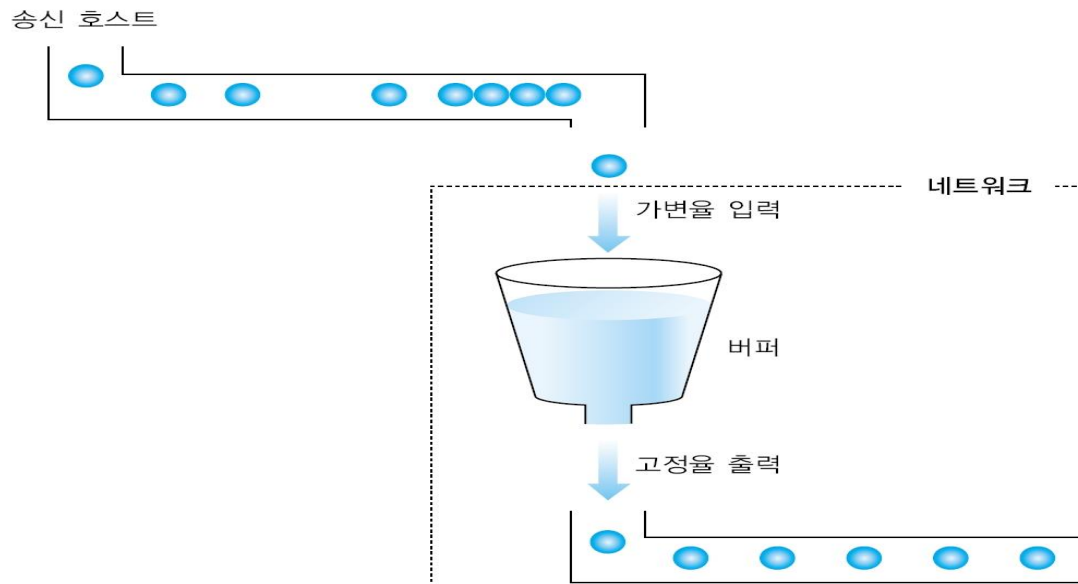 송신 호스트
네트워크
가변율 입력
버퍼
고정율 출력